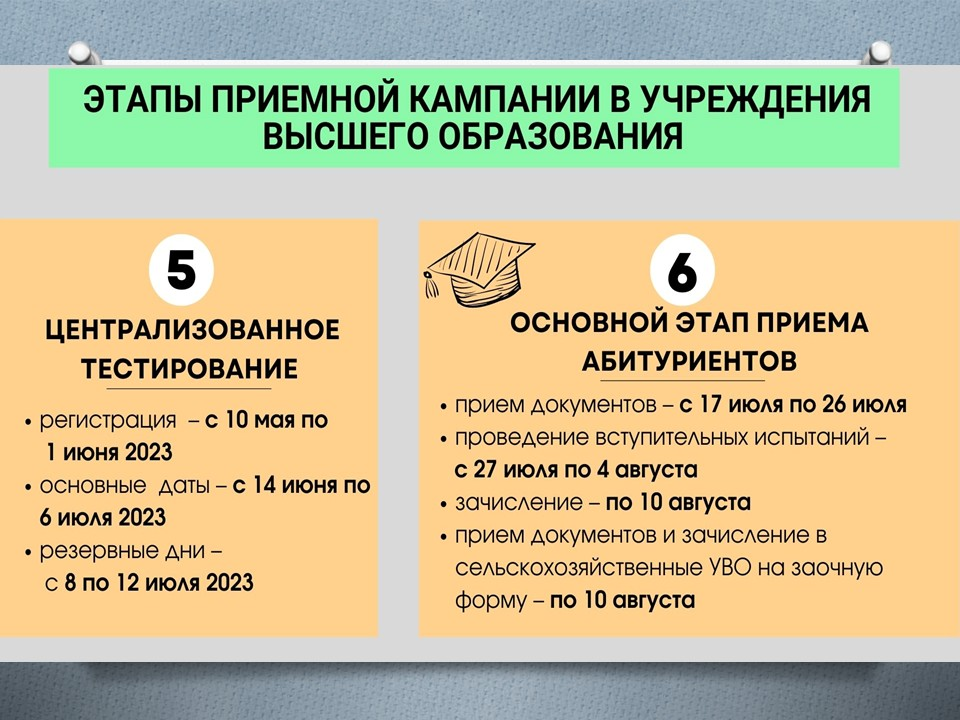 ЭТАПЫ ПРИЕМНОЙ КАМПАНИИ В УЧРЕЖДЕНИЯ
ВЫСШЕГО ОБРАЗОВАНИЯ
5
ЦЕНТРАЛИЗОВАННОЕ
ТЕСТИРОВАНИЕ
• регистрация – с 10 мая по
1 июня 2023
• основные даты – с 14 июня по
6 июля 2023
• резервные дни –
с 8 по 12 июля 2023
6
ОСНОВНОЙ ЭТАП ПРИЕМА
АБИТУРИЕНТОВ
• прием документов – с 17 июля по 26 июля
• проведение вступительных испытаний –
с 27 июля по 4 августа
• зачисление – по 10 августа
• прием документов и зачисление в
сельскохозяйственные УВО на заочную
форму – по 10 августа